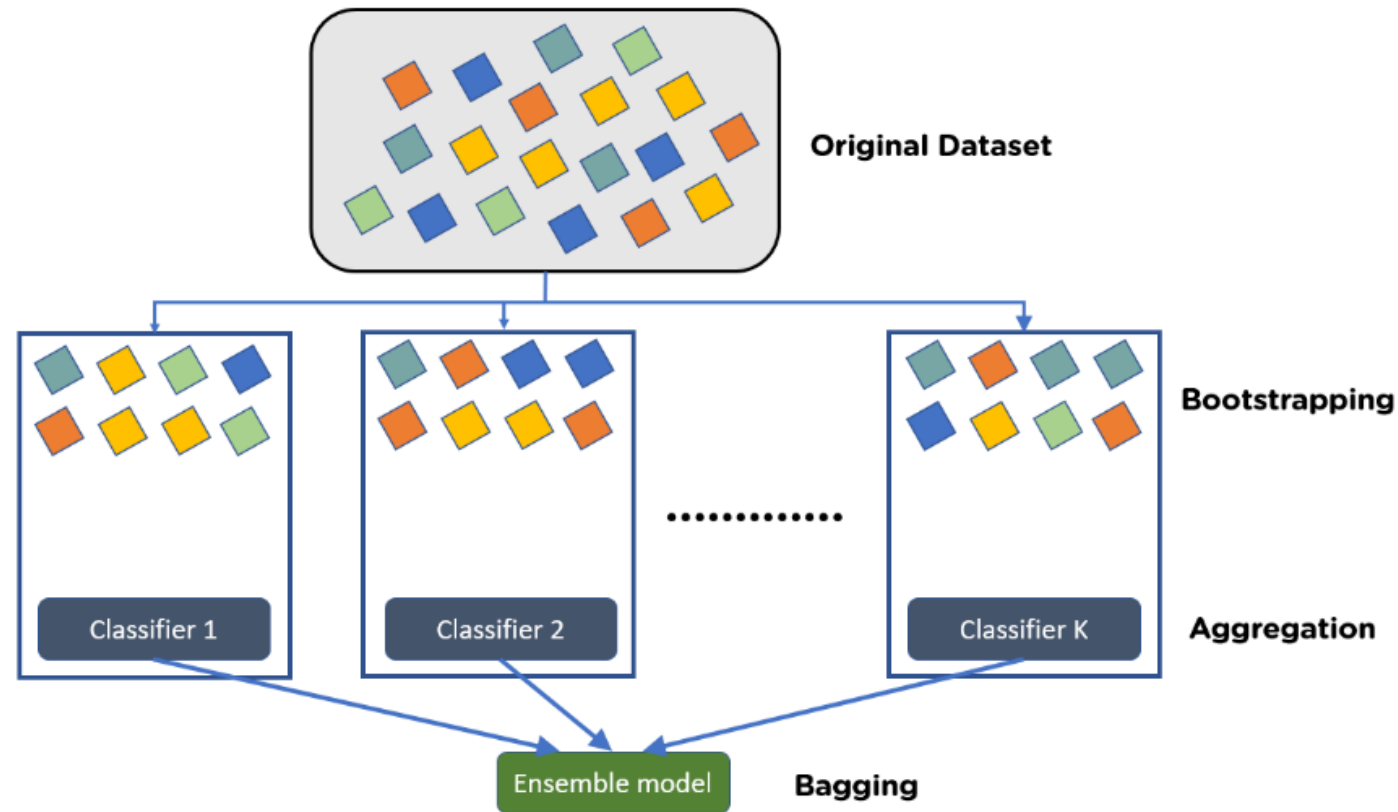 Original Dataset
Bootstrapping
Classifier 1
Classifier 2
Classifier K
Aggregation
Ensemble model
Bagging